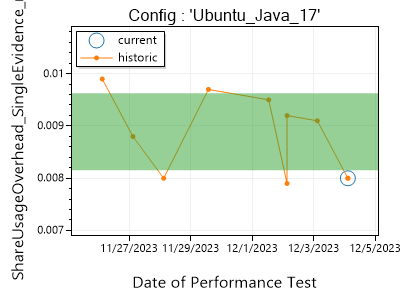 Config : 'Ubuntu_Java_17'
current
historic
ShareUsageOverhead_SingleEvidence_
0.01
0.009
0.008
0.007
11/27/2023
11/29/2023
12/1/2023
12/3/2023
12/5/2023
Date of Performance Test